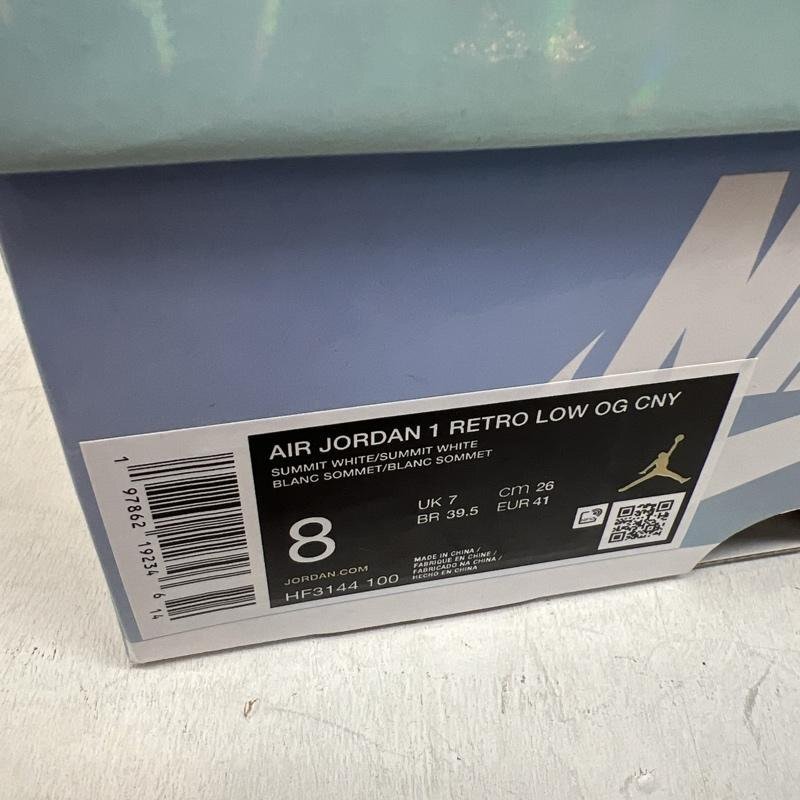 AIR JORDAN 1 RETRO LOW OG CNY
SUMMIT WHITE/SUMMIT WHITE
BLANC SOMMET/BLANC SOMMET
8
UK 7 cm 26
BR 39.5 EUR 41
JORDAN.COM
HF3144 100
MADE IN CHINA /
FABRIQUE EN CHINE /
FABRICADO NA CHINA /
HECHO EN CHINA
1 97862 19234 6 14